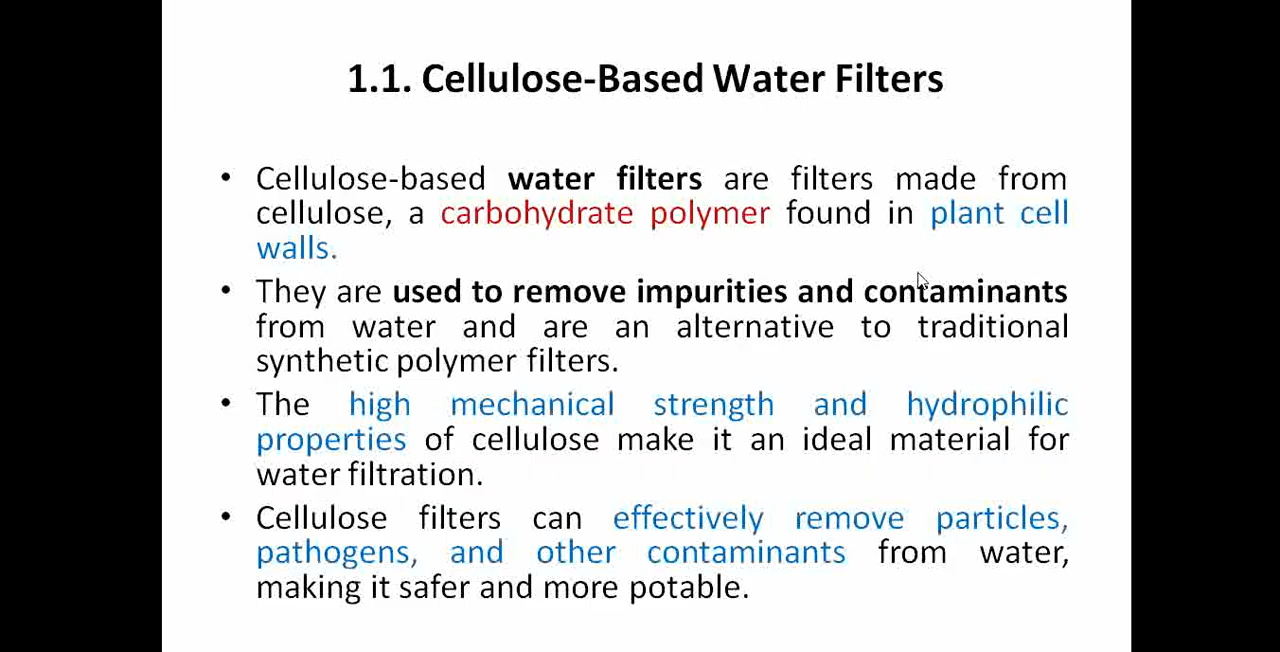 1.1. Cellulose-Based Water Filters
• Cellulose-based water filters are filters made from
cellulose, a carbohydrate polymer found in plant cell
walls.
• They are used to remove impurities and contaminants
from water and are an alternative to traditional
synthetic polymer filters.
• The high mechanical strength and hydrophilic
properties of cellulose make it an ideal material for
water filtration.
• Cellulose filters can effectively remove particles,
pathogens, and other contaminants from water,
making it safer and more potable.